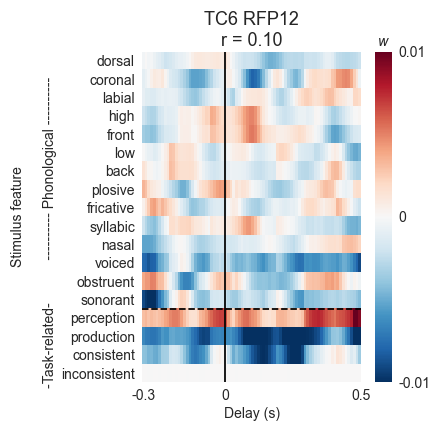 TC6 RFP12
r = 0.10
w
dorsal
coronal
labial
high
front
low
back
plosive
fricative
syllabic
nasal
voiced
obstruent
sonorant
perception
production
consistent
inconsistent
Stimulus feature
-Task-related- ---------- Phonological ----------
0.01
0
-0.01
-0.3
0
0.5
Delay (s)